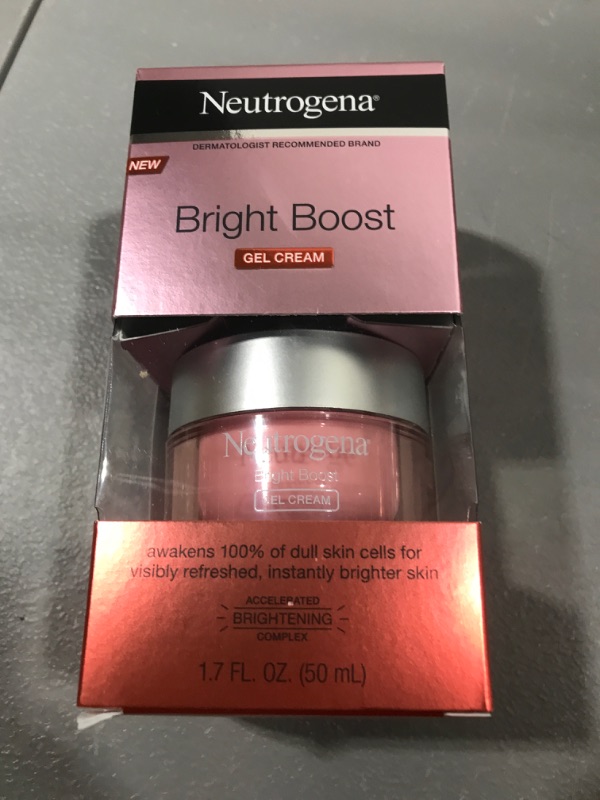 Neutrogena®
DERMATOLOGIST RECOMMENDED BRAND
NEW
Bright Boost
GEL CREAM
Neutrogena
Bright Boost
GEL CREAM
awakens 100% of dull skin cells for
visibly refreshed, instantly brighter skin
ACCELERATED
BRIGHTENING
COMPLEX
1.7 FL. OZ. (50 mL)